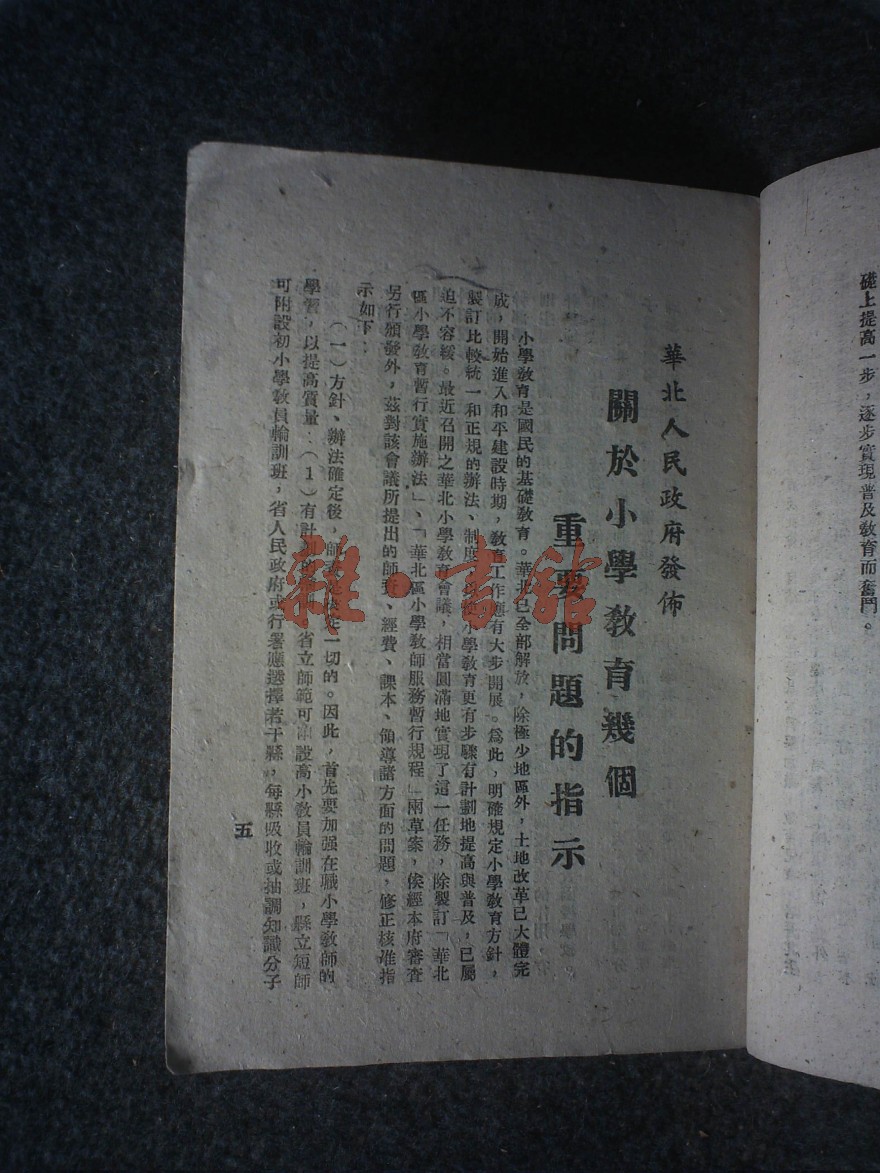 礎上提高一步，逐步實現普及教育而奮鬥。
華北人民政府發佈
關於小學教育幾個
重要問題的指示
小學教育是國民的基礎教育。華北已全部解放，除極少地區外，土地改革已大體完
成，開始進入和平建設時期，教育工作應有大步開展。爲此，明確規定小學教育方針，
製訂比較統一和正規的辦法、制度，以使小學教育更有步驟有計劃地提高與普及，已屬
迫不容緩。最近召開之華北小學教育會議，相當圓滿地實現了這一任務，除製訂「華北
區小學教育暫行實施辦法」、「華北區小學教師服務暫行規程」兩草案，俟經本府審查
另行頒發外，茲對該會議所提出的師資、經費、課本、領導諸方面的問題，修正核准指
示如下：
（一）方針、辦法確定後，師資是決定一切的。因此，首先要加强在職小學教師的
學習，以提高質量：（1）有計劃的 省立師範可附設高小教員輪訓班，縣立短師
可附設初小學教員輪訓班，省人民政府或行署應選擇若干縣，每縣吸收或抽調知識分子
五
雜·書館